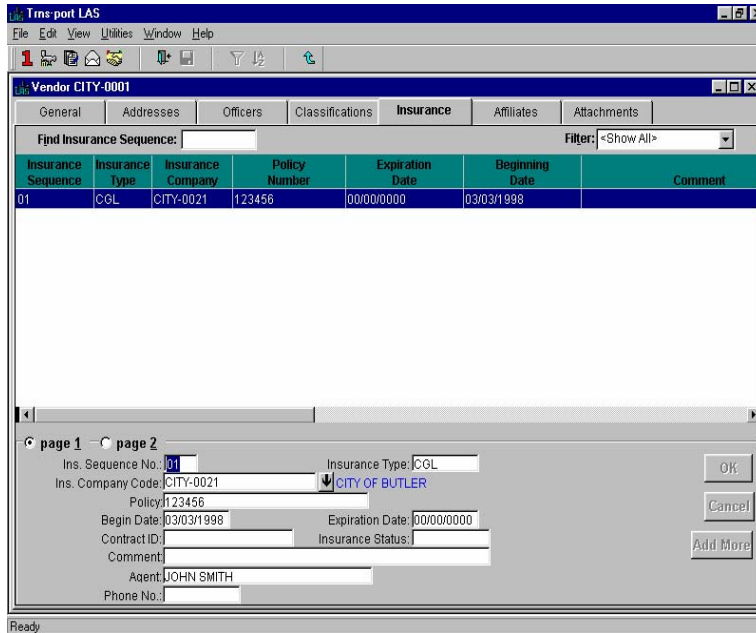 Trns·port LAS
File Edit View Utilities Window Help
Vendor CITY-0001
General Addresses Officers Classifications Insurance Affiliates Attachments
Find Insurance Sequence: Filter: <Show All>
Insurance Sequence Insurance Type Insurance Company Policy Number Expiration Date Beginning Date Comment
01 CGL CITY-0021 123456 00/00/0000 03/03/1998
page 1 page 2
Ins. Sequence No.: 01 Insurance Type: CGL
OK
Ins. Company Code: CITY-0021 CITY OF BUTLER
Policy: 123456
Cancel
Begin Date: 03/03/1998 Expiration Date: 00/00/0000
Contract ID: Insurance Status:
Add More
Comment:
Agent: JOHN SMITH
Phone No.:
Ready